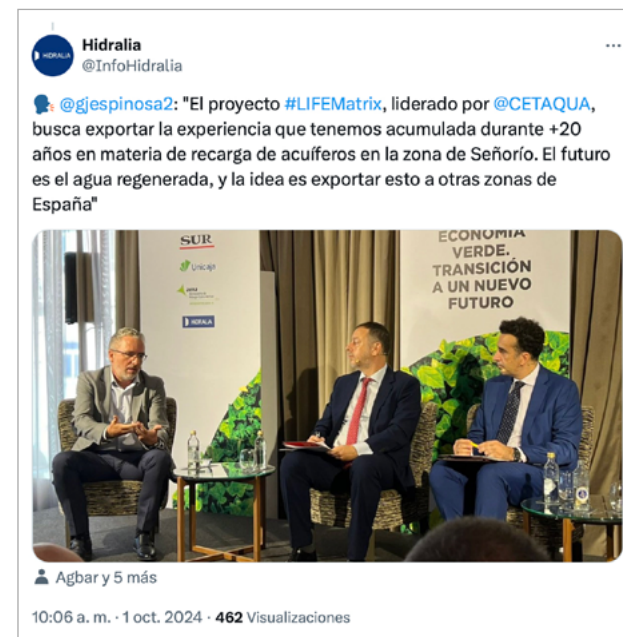 Hidralia
@InfoHidralia
🗣️ @gjespinosa2: "El proyecto #LIFEMatrix, liderado por @CETAQUA,
busca exportar la experiencia que tenemos acumulada durante +20
años en materia de recarga de acuíferos en la zona de Señorío. El futuro
es el agua regenerada, y la idea es exportar esto a otras zonas de
España"
SUR
Unicaja
HIDRALIA
ECONOMÍA
VERDE.
TRANSICIÓN
A UN NUEVO
FUTURO
Agbar y 5 más
10:06 a. m. · 1 oct. 2024 · 462 Visualizaciones